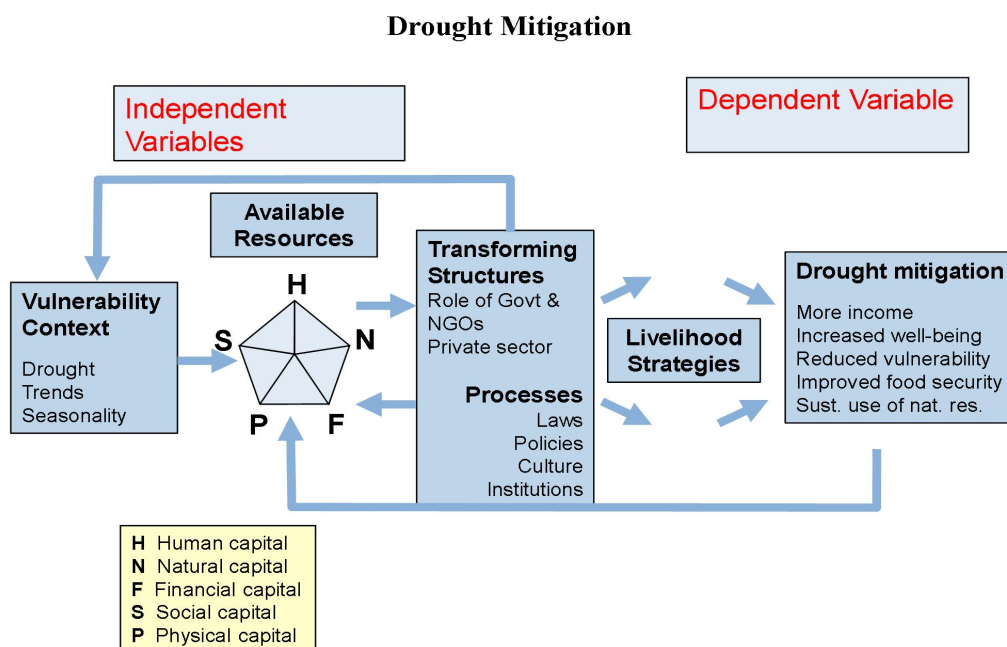 Drought Mitigation
Independent
Variables
Dependent Variable
Available
Resources
Vulnerability
Context
Drought
Trends
Seasonality
H
S
N
P
F
Transforming
Structures
Role of Govt &
NGOs
Private sector
Processes
Laws
Policies
Culture
Institutions
Livelihood
Strategies
Drought mitigation
More income
Increased well-being
Reduced vulnerability
Improved food security
Sust. use of nat. res.
H Human capital
N Natural capital
F Financial capital
S Social capital
P Physical capital